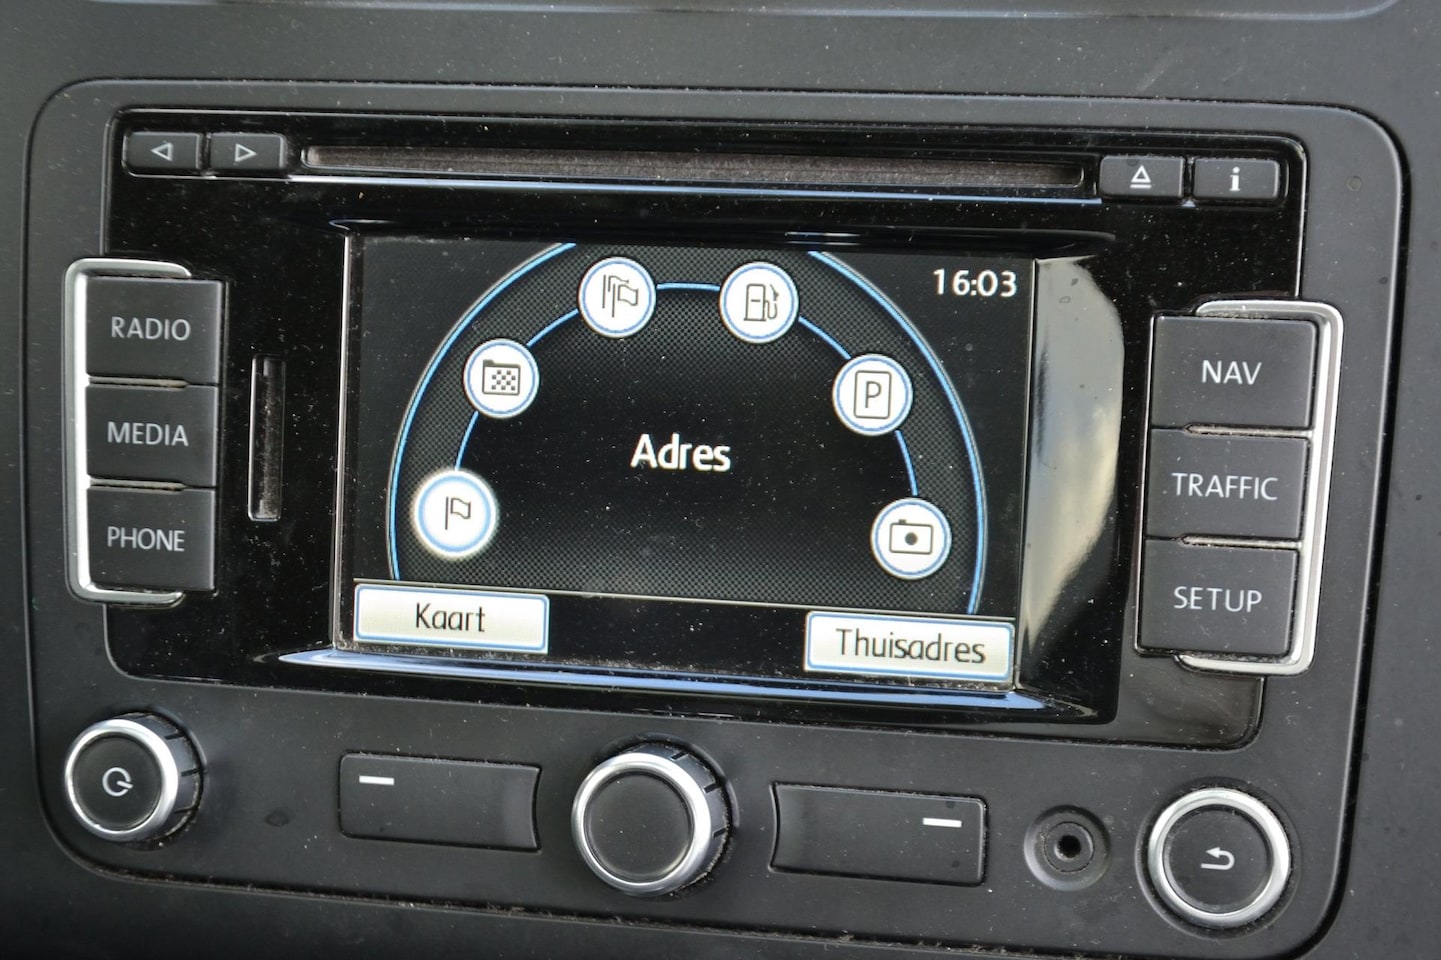 i
16:03
RADIO
MEDIA
PHONE
P
Adres
Kaart
Thuisadres
NAV
TRAFFIC
SETUP